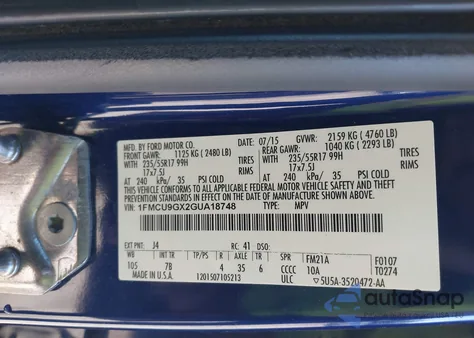 MFD. BY FORD MOTOR CO. 07/15 GVWR: 2159 KG ( 4760 LB)
FRONT GAWR: 1125 KG ( 2480 LB) REAR GAWR: 1040 KG ( 2293 LB)
235/55R17 99H TIRES 235/55R17 99H TIRES
17x7.5J RIMS 17x7.5J RIMS
AT 240 kPa/ 35 PSI COLD AT 240 kPa/ 35 PSI COLD
THIS VEHICLE CONFORMS TO ALL APPLICABLE FEDERAL MOTOR VEHICLE SAFETY
AND THEFT PREVENTION STANDARDS IN EFFECT ON THE DATE OF MANUFACTURE SHOWN ABOVE.
VIN: 1FMCU9GX2GUA18748
TYPE: MPV
EXT PNT: J4 RC: 41 DSO:
WB INT TR TP/PS R AXLE TR SPR FM21A F0107
105 7B 4 35 6 CCCC 10A T0274
MADE IN U.S.A. 1201507105213 ULC 5U5A-3520472-AA
autoSnap